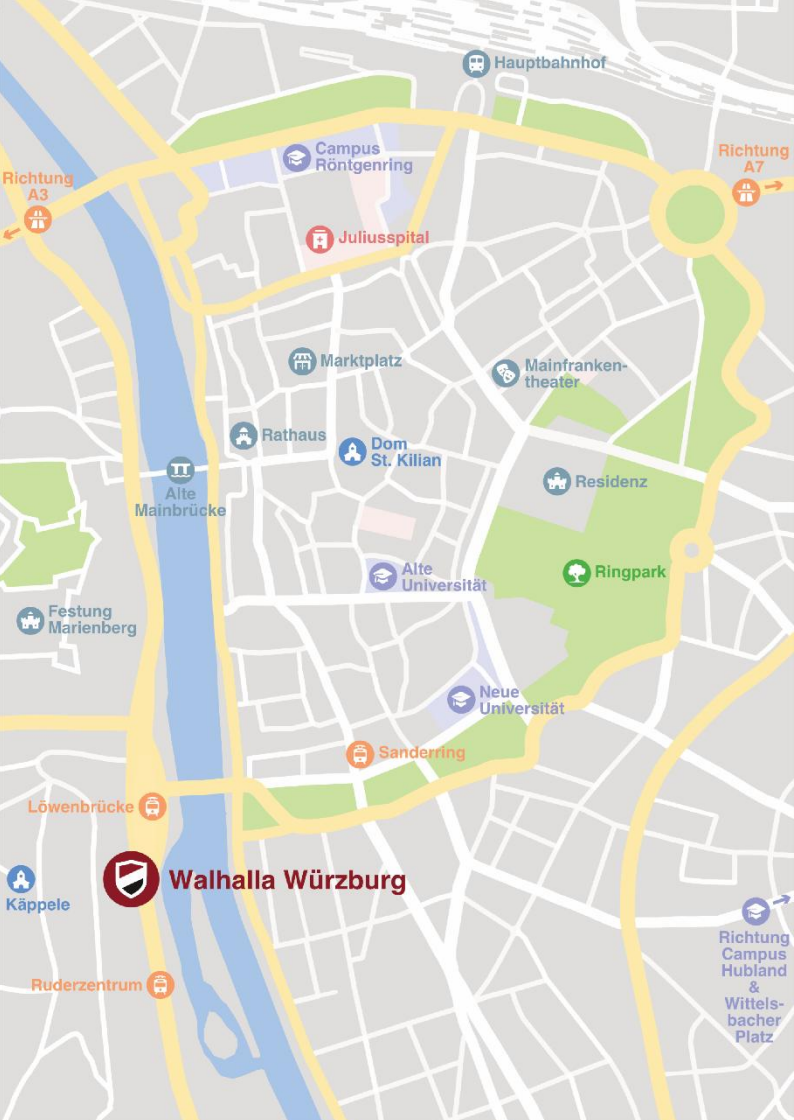 Hauptbahnhof
Campus
Röntgenring
Richtung
A7
Richtung
A3
Juliusspital
Marktplatz
Mainfranken-
theater
Rathaus
Dom
St. Kilian
Residenz
Alte
Mainbrücke
Alte
Universität
Ringpark
Festung
Marienberg
Neue
Universität
Sanderring
Löwenbrücke
Walhalla Würzburg
Käppele
Richtung
Campus
Hubland
&
Wittels-
bacher
Platz
Ruderzentrum